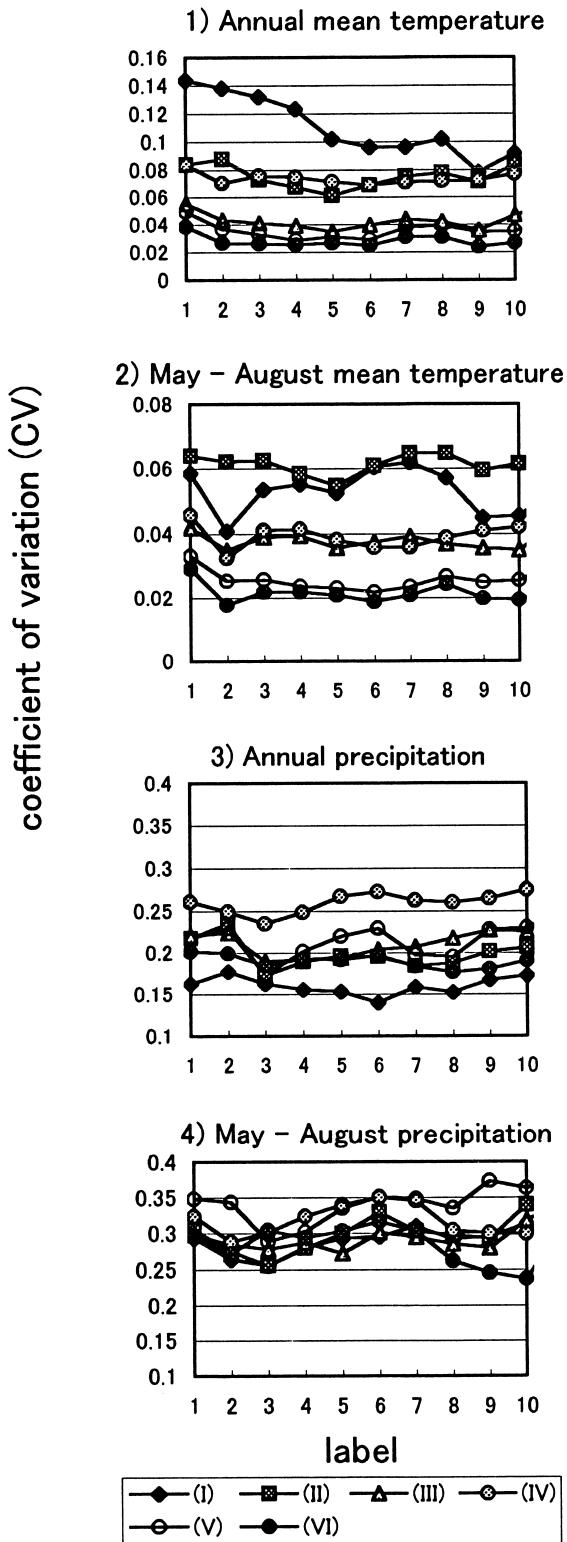 1) Annual mean temperature
0.16
0.14
0.12
0.1
0.08
0.06
0.04
0.02
0
1 2 3 4 5 6 7 8 9 10
2) May - August mean temperature
0.08
0.06
0.04
0.02
0
1 2 3 4 5 6 7 8 9 10
coefficient of variation (CV)
3) Annual precipitation
0.4
0.35
0.3
0.25
0.2
0.15
0.1
1 2 3 4 5 6 7 8 9 10
4) May - August precipitation
0.4
0.35
0.3
0.25
0.2
0.15
0.1
1 2 3 4 5 6 7 8 9 10
label
(I) (II) (III) (IV)
(V) (VI)